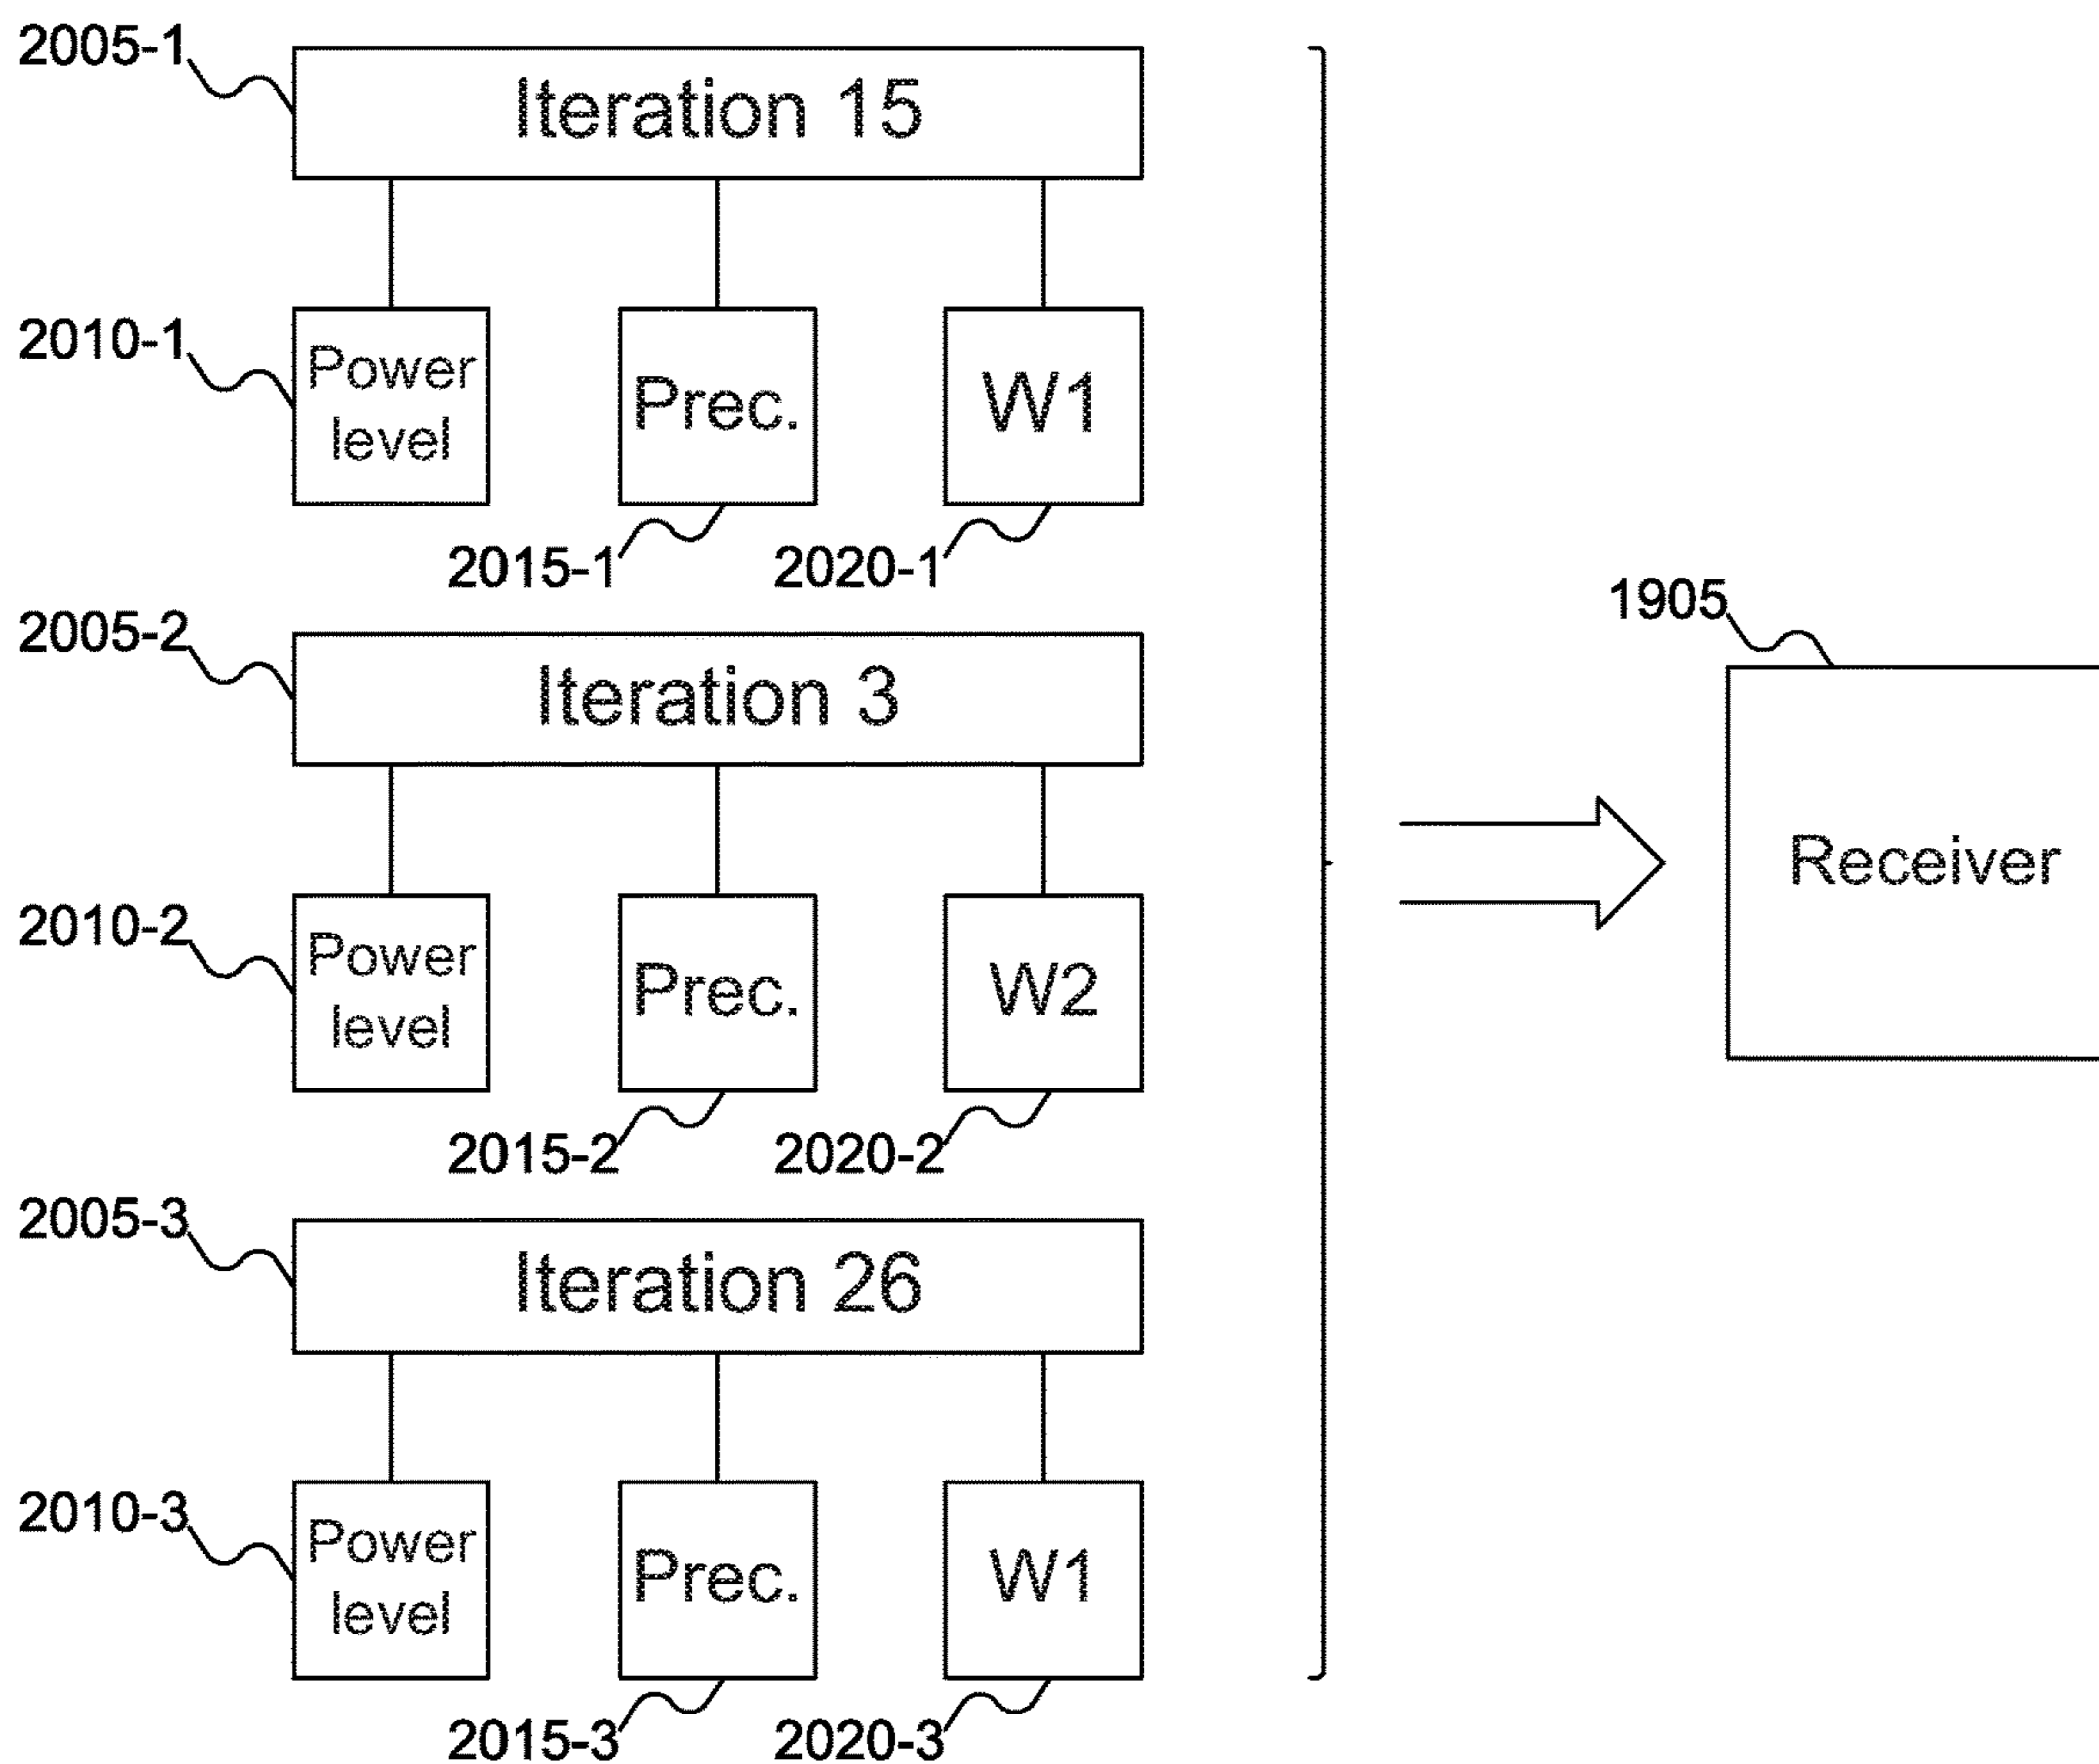 2005-1
Iteration 15
2010-1
Power
level
Prec.
W1
2015-1
2020-1
2005-2
Iteration 3
2010-2
Power
level
Prec.
W2
2015-2
2020-2
2005-3
Iteration 26
2010-3
Power
level
Prec.
W1
2015-3
2020-3
1905
Receiver